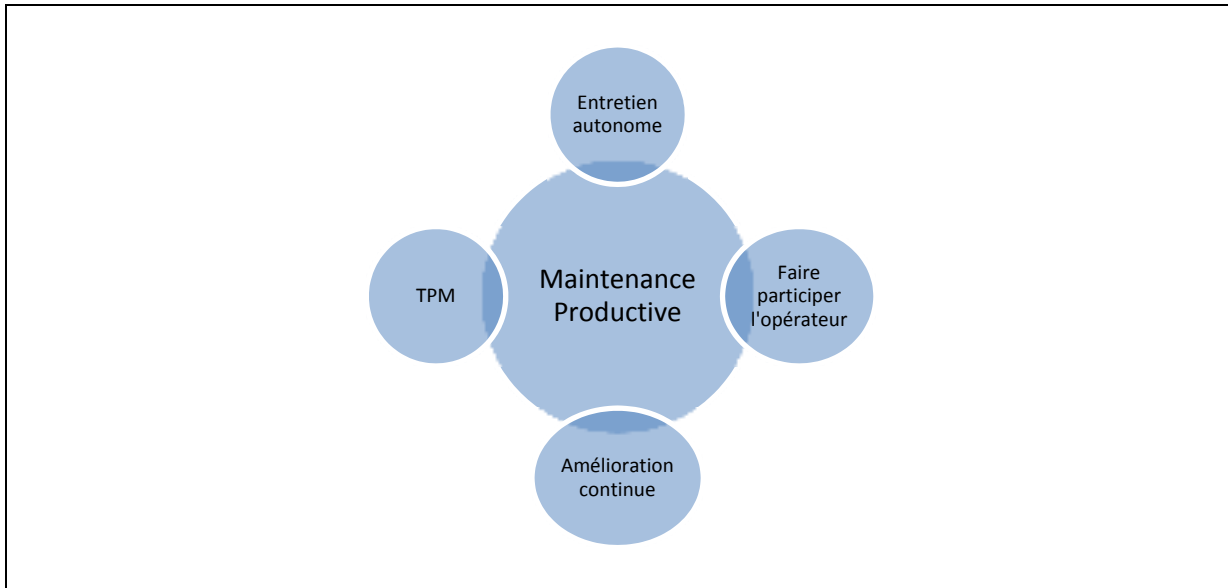 Entretien
autonome
TPM
Maintenance
Productive
Faire
participer
l'opérateur
Amélioration
continue